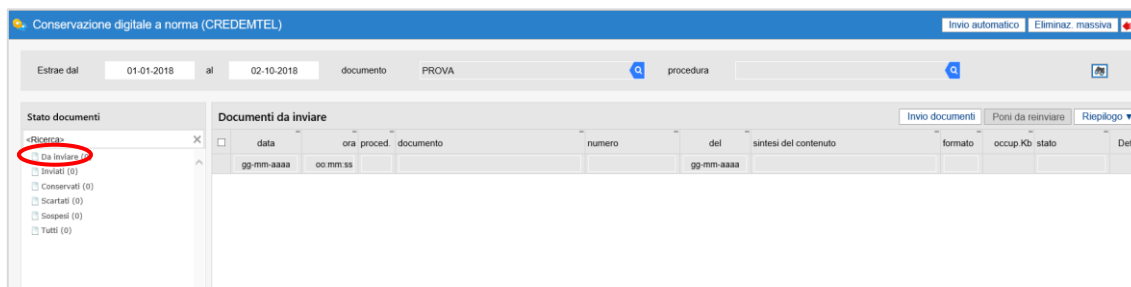 Conservazione digitale a norma (CREDEMTEL) Invio automatico Eliminaz. massiva
Estrae dal 01-01-2018 al 02-10-2018 documento PROVA procedura
Stato documenti Documenti da inviare Invio documenti Poni da reinviare Riepilogo
<Ricerca> data ora proced. documento numero del sintesi del contenuto formato occup.Kb stato Det
Da inviare (0)
gg-mm-aaaa oo:mm:ss gg-mm-aaaa
Inviati (0)
Conservati (0)
Scartati (0)
Sospesi (0)
Tutti (0)